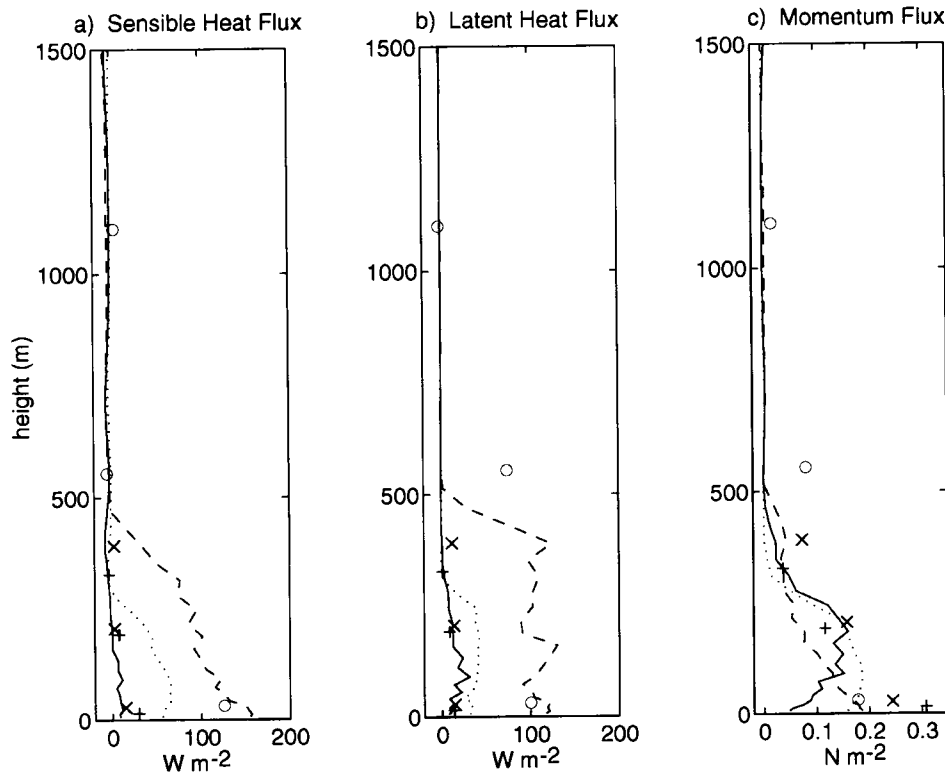 a) Sensible Heat Flux
b) Latent Heat Flux
c) Momentum Flux
1500
1500
1500
1000
1000
1000
height (m)
500
500
500
0
0
0
0 100 200
0 100 200
0 0.1 0.2 0.3
W m-2
W m-2
N m-2